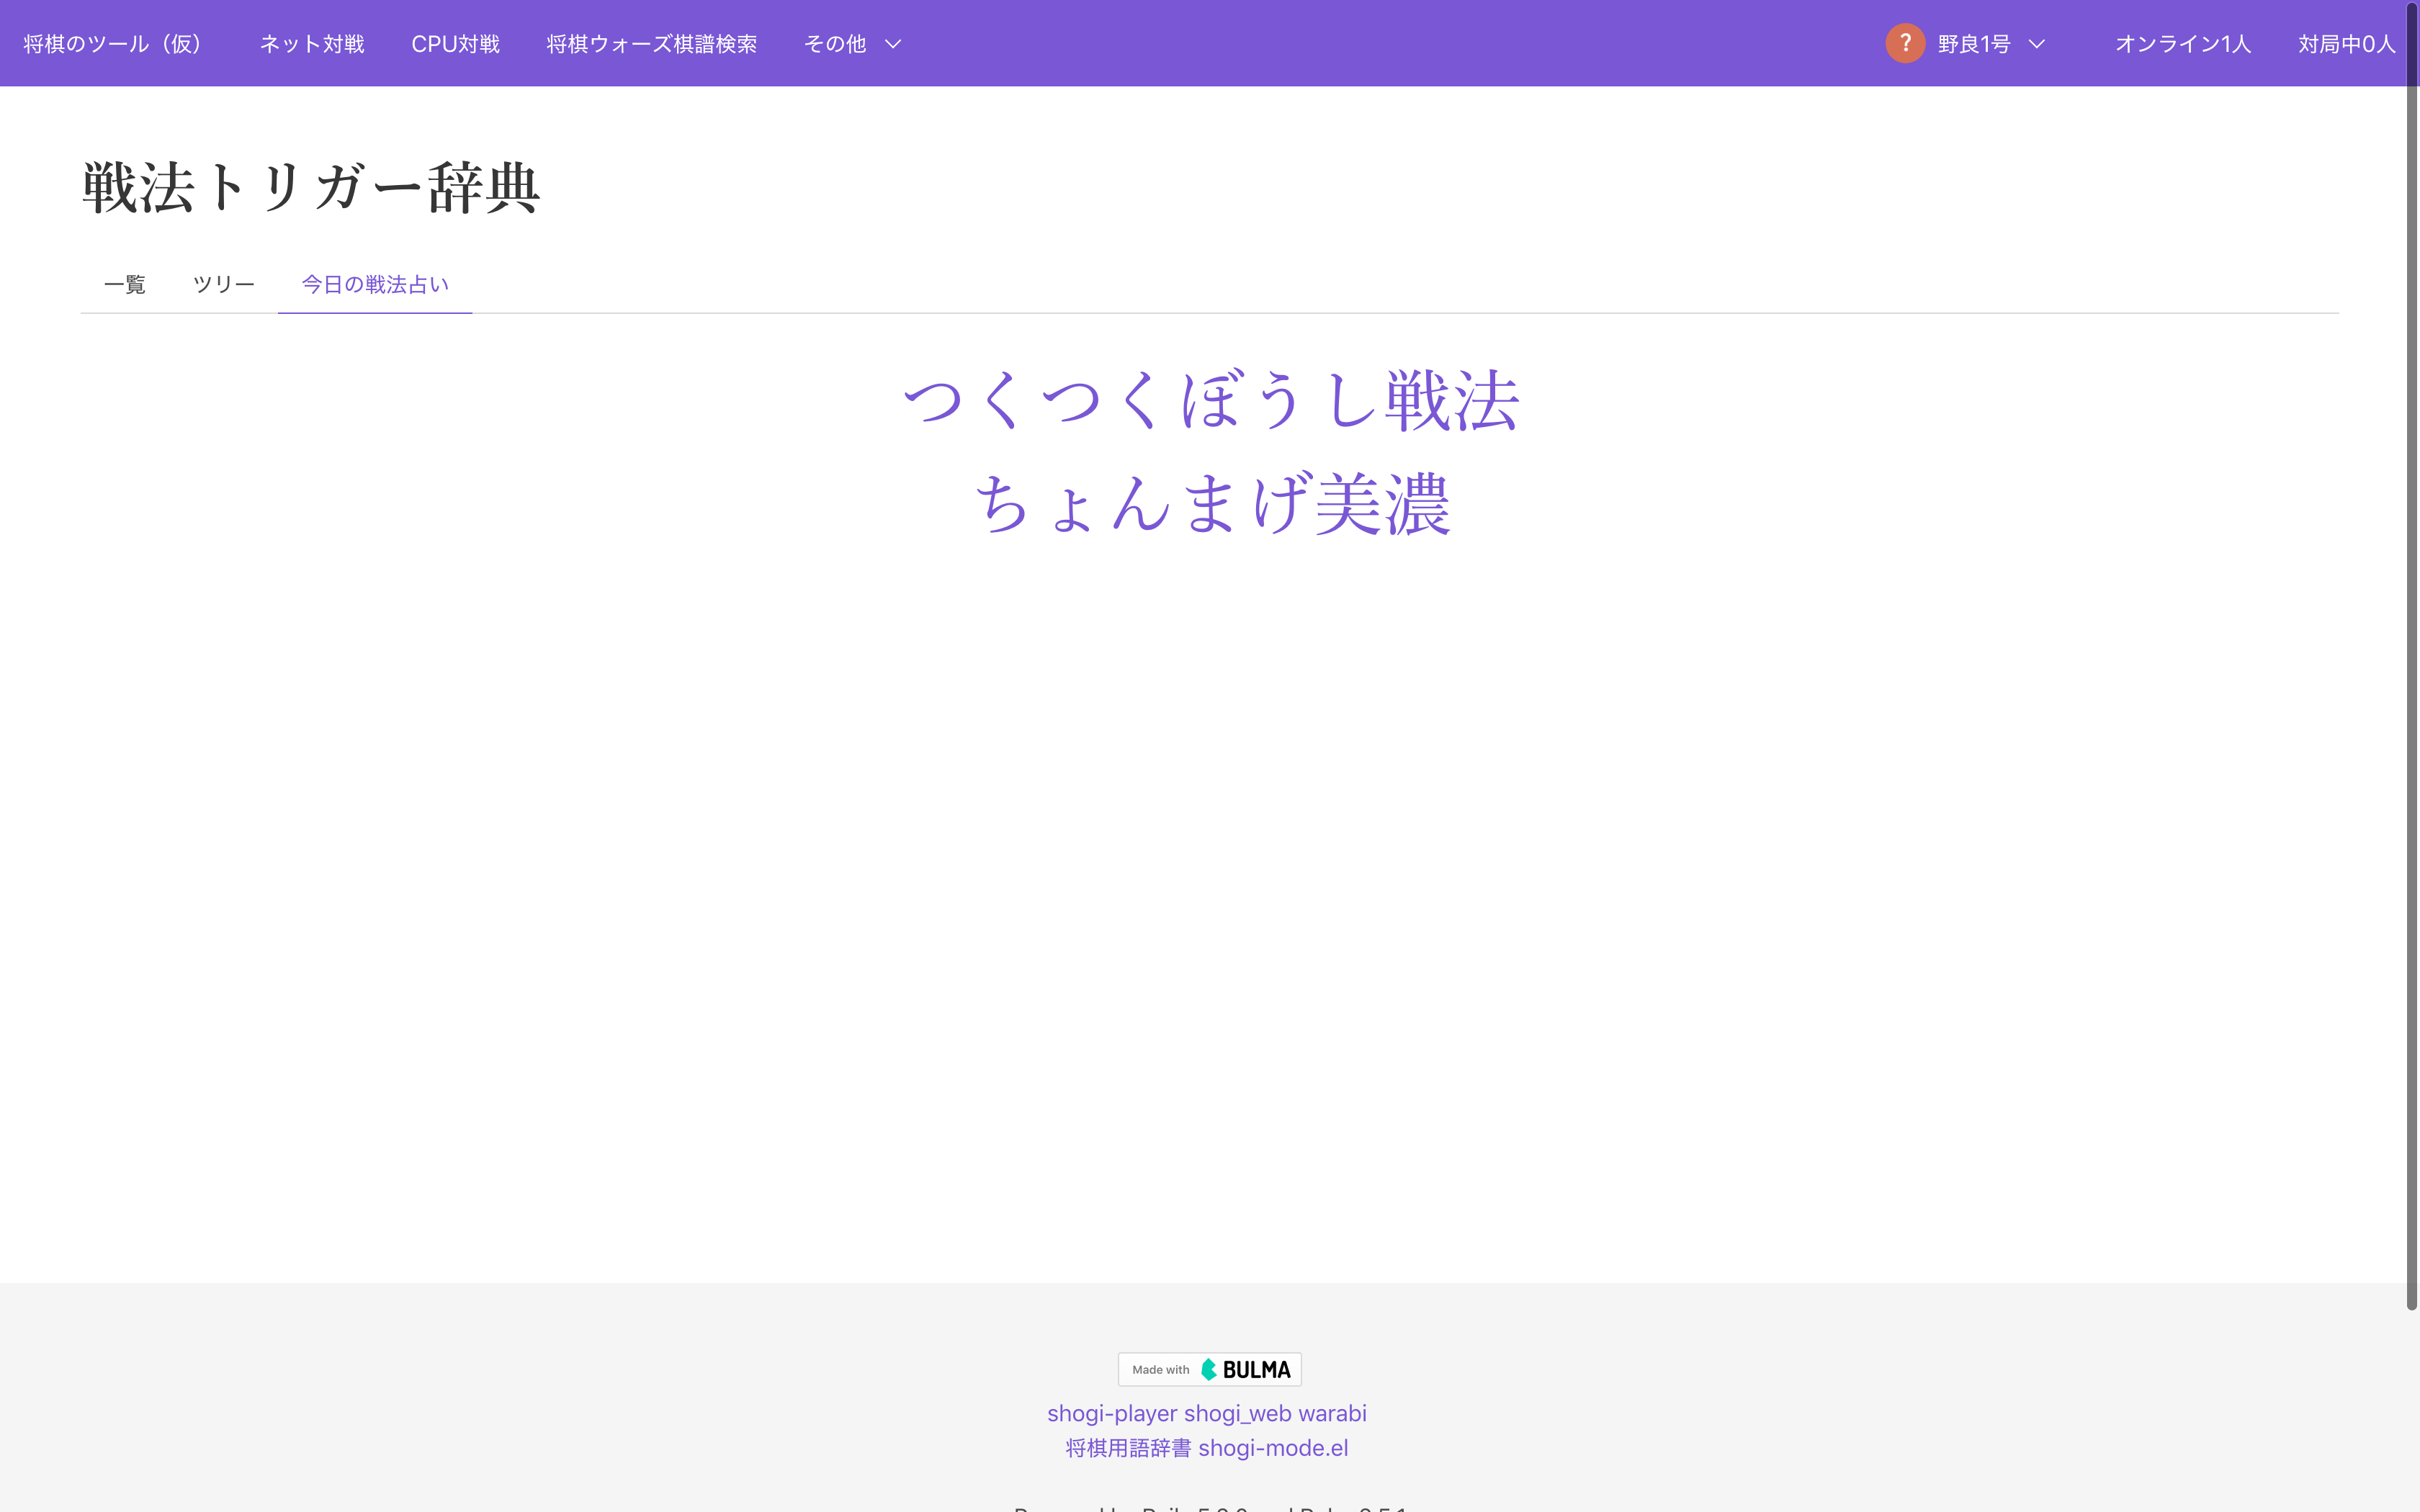 将棋のツール（仮） ネット対戦 CPU対戦 将棋ウォーズ棋譜検索 その他 ? 野良1号 オンライン1人 対局中0人
戦法トリガー辞典
一覧 ツリー 今日の戦法占い
つくつくぼうし戦法
ちょんまげ美濃
Made with BULMA
shogi-player shogi_web warabi
将棋用語辞書 shogi-mode.el